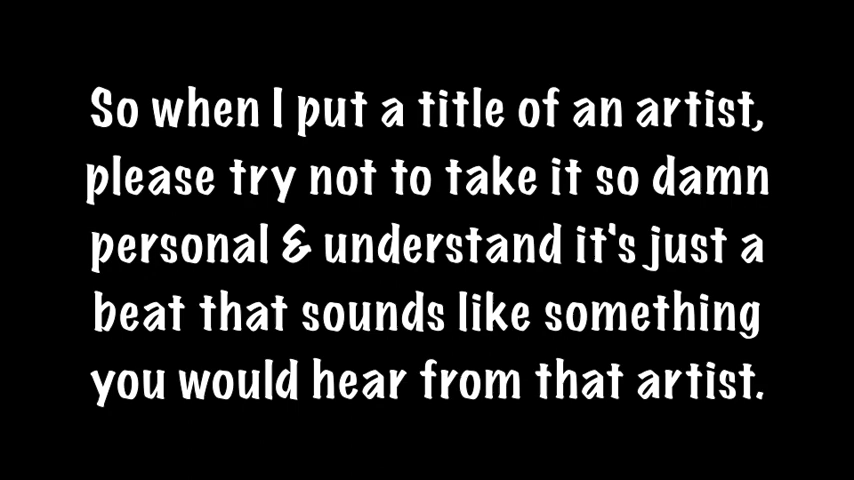 So when I put a title of an artist,
please try not to take it so damn
personal & understand it's just a
beat that sounds like something
you would hear from that artist.